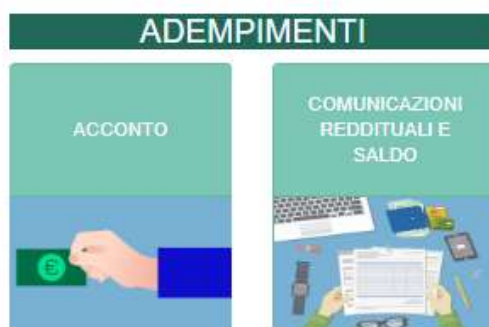 ADEMPIMENTI
ACCONTO
COMUNICAZIONI
REDDITUALI E
SALDO
€